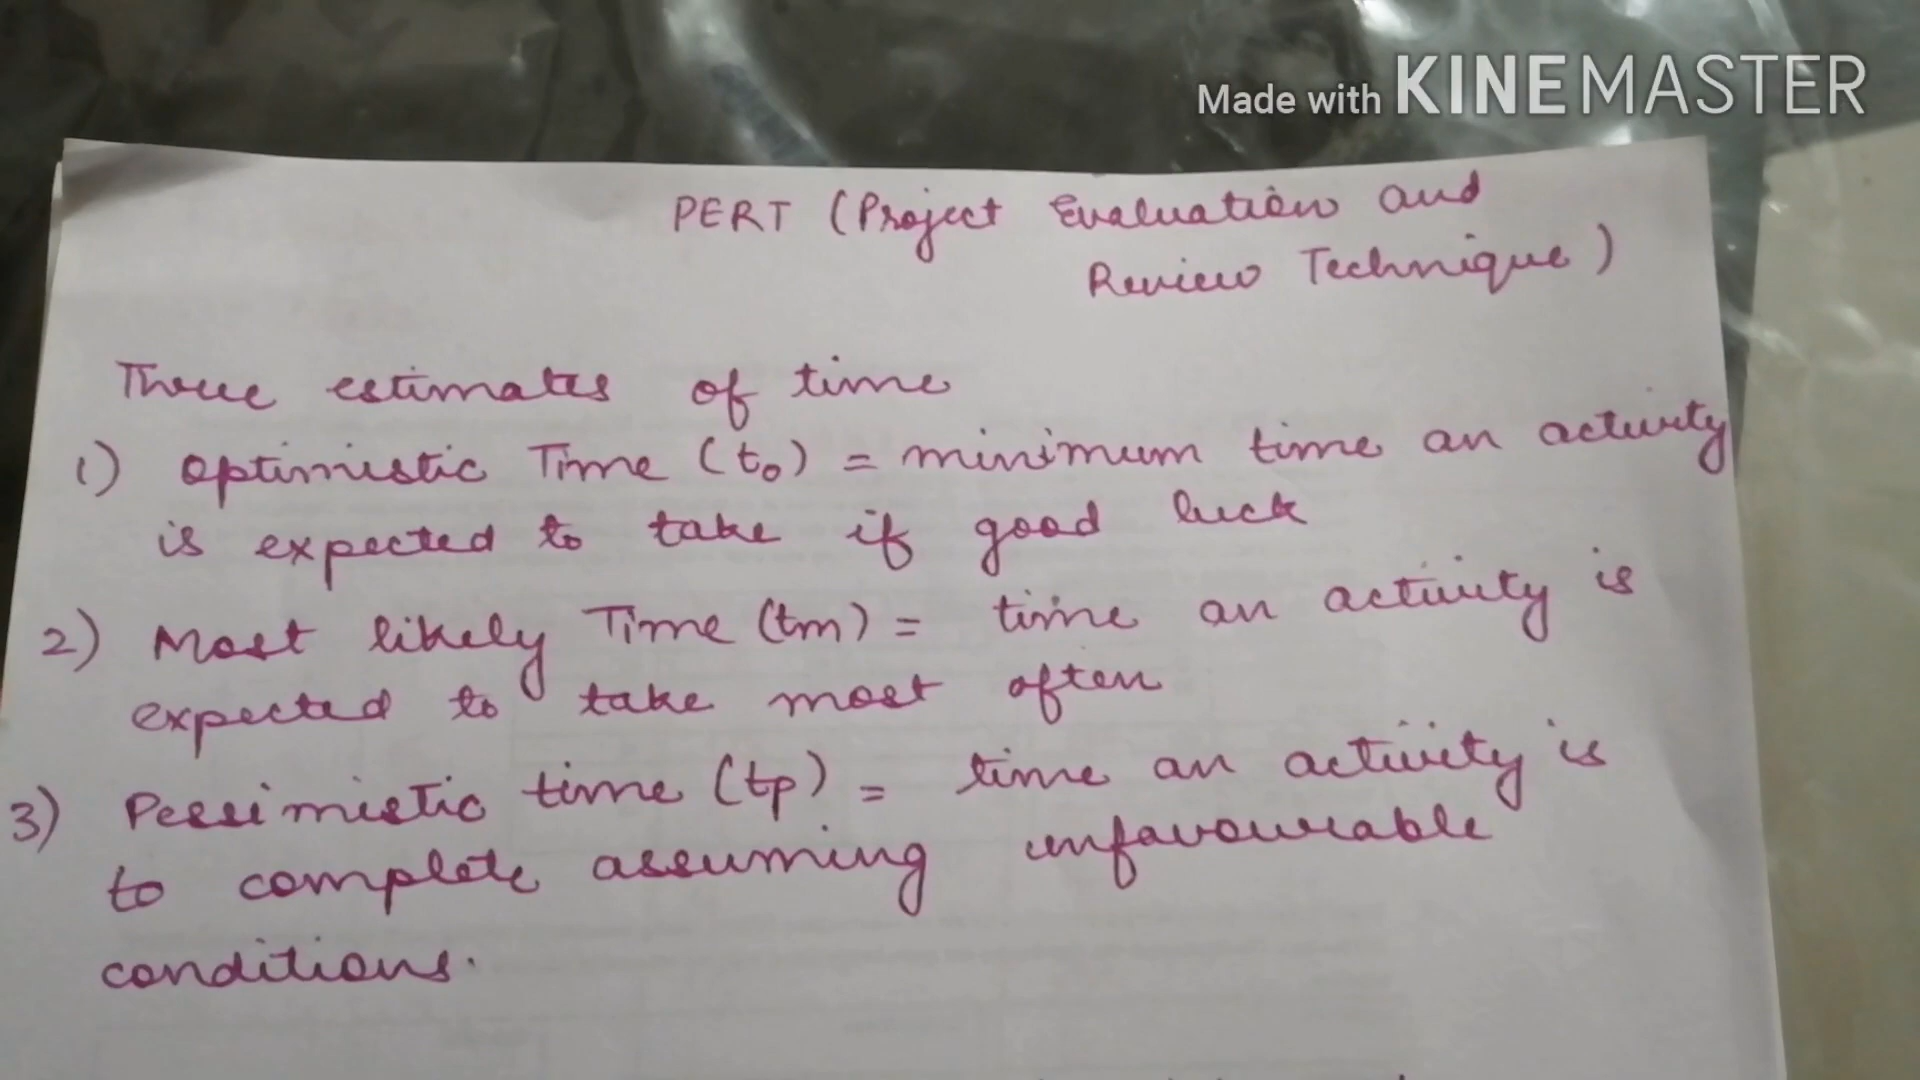 Made with KINEMASTER
PERT (Project Evaluation and
Review Technique)
Three estimates of time
1) Optimistic Time (to) = minimum time an activity
is expected to take if good luck
2) Most likely Time (tm) = time an activity is
expected to take most often
3) Pessimistic time (tp) = time an activity is
to complete assuming unfavourable
conditions.